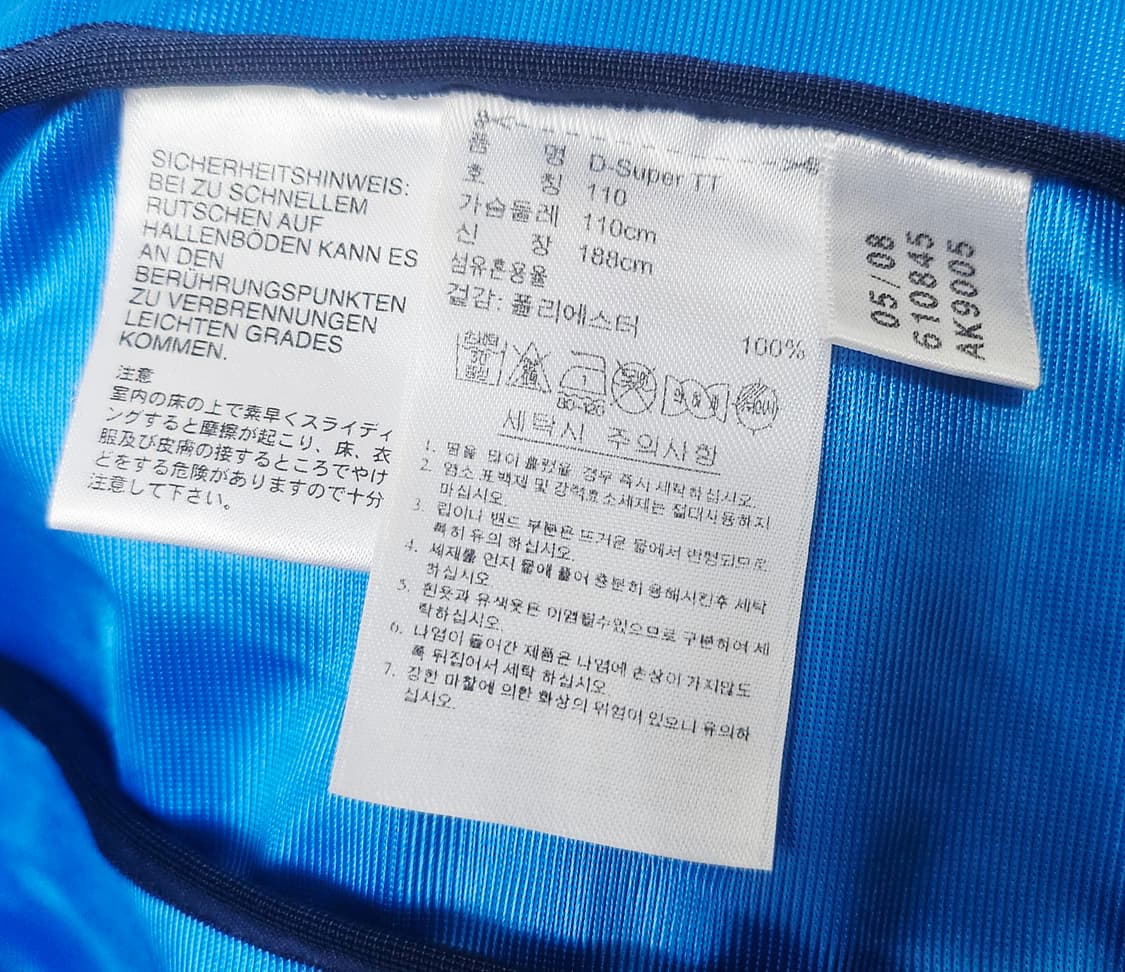 SICHERHEITSHINWEIS:
BEI ZU SCHNELLEM
RUTSCHEN AUF
HALLENBÖDEN KANN ES
AN DEN
BERÜHRUNGSPUNKTEN
ZU VERBRENNUNGEN
LEICHTEN GRADES
KOMMEN.
注意
室内の床の上で素早くスライディ
ングすると摩擦が起こり、床、衣
服及び皮膚の接するところでやけ
どをする危険がありますので十分
注意して下さい。
품 명 D-Super TT
호 칭 110
가슴둘레 110cm
신 장 188cm
섬유혼용율
겉감: 폴리에스터
100%
80-120
세탁시 주의사항
1. 땀을 많이 흘렸을 경우 즉시 세탁하십시오.
2. 염소 표백제 및 강력효소세제는 절대사용하지
마십시오.
3. 립이나 밴드 부분은 뜨거운 물에서 변형되므로
특히 유의 하십시오.
4. 세제를 먼저 물에 풀어 충분히 용해시킨후 세탁
하십시오.
5. 흰옷과 유색옷은 이염될수있으므로 구분하여 세
탁하십시오.
6. 나염이 들어간 제품은 나염에 손상이 가지않도
록 뒤집어서 세탁 하십시오.
7. 강한 마찰에 의한 화상의 위험이 있으니 유의하
십시오.
05/08
610845
AK9005